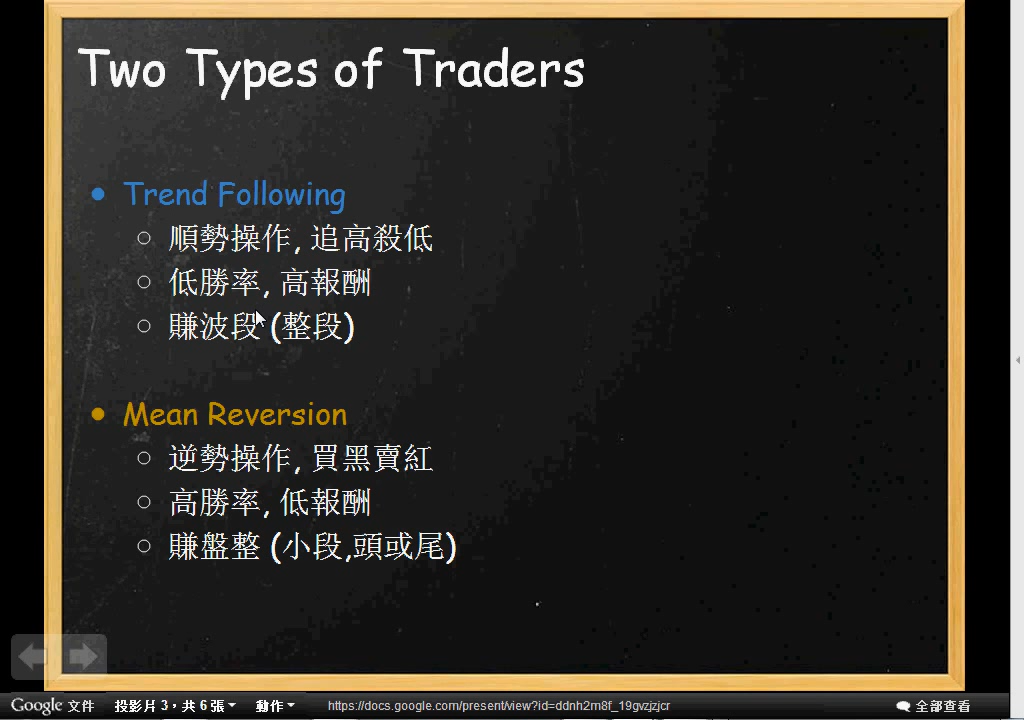 Two Types of Traders
Trend Following
順勢操作, 追高殺低
低勝率, 高報酬
賺波段 (整段)
Mean Reversion
逆勢操作, 買黑賣紅
高勝率, 低報酬
賺盤整 (小段,頭或尾)
Google 文件 投影片 3，共 6 張 動作 https://docs.google.com/present/view?id=ddnh2m8f_19gvzjzjcr 全部查看